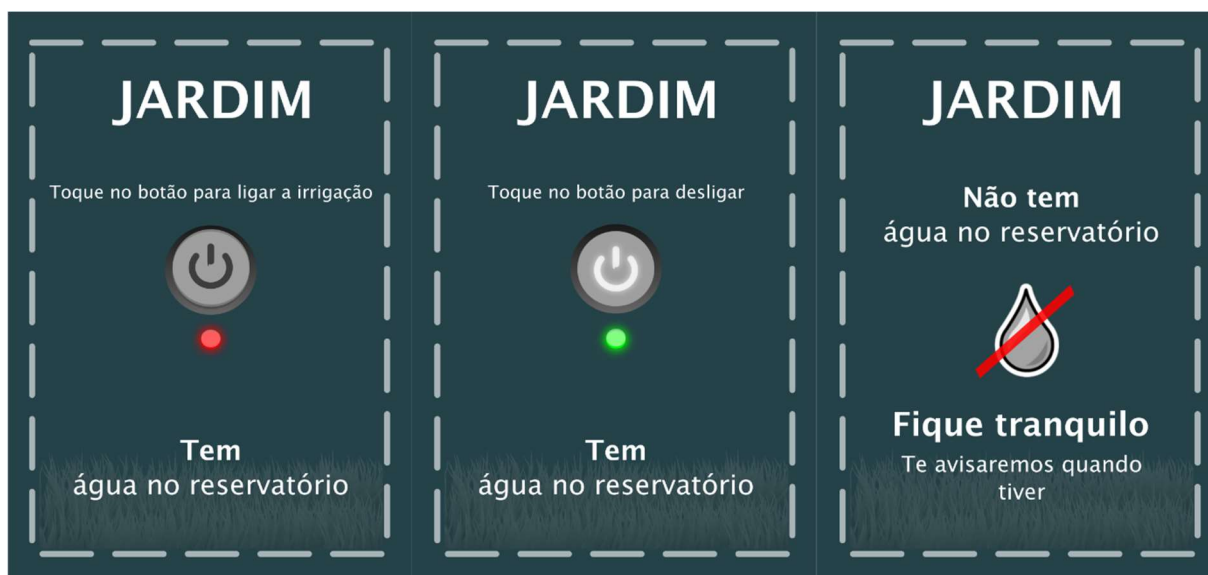 JARDIM
Toque no botão para ligar a irrigação
Tem
água no reservatório
JARDIM
Toque no botão para desligar
Tem
água no reservatório
JARDIM
Não tem
água no reservatório
Fique tranquilo
Te avisaremos quando
tiver